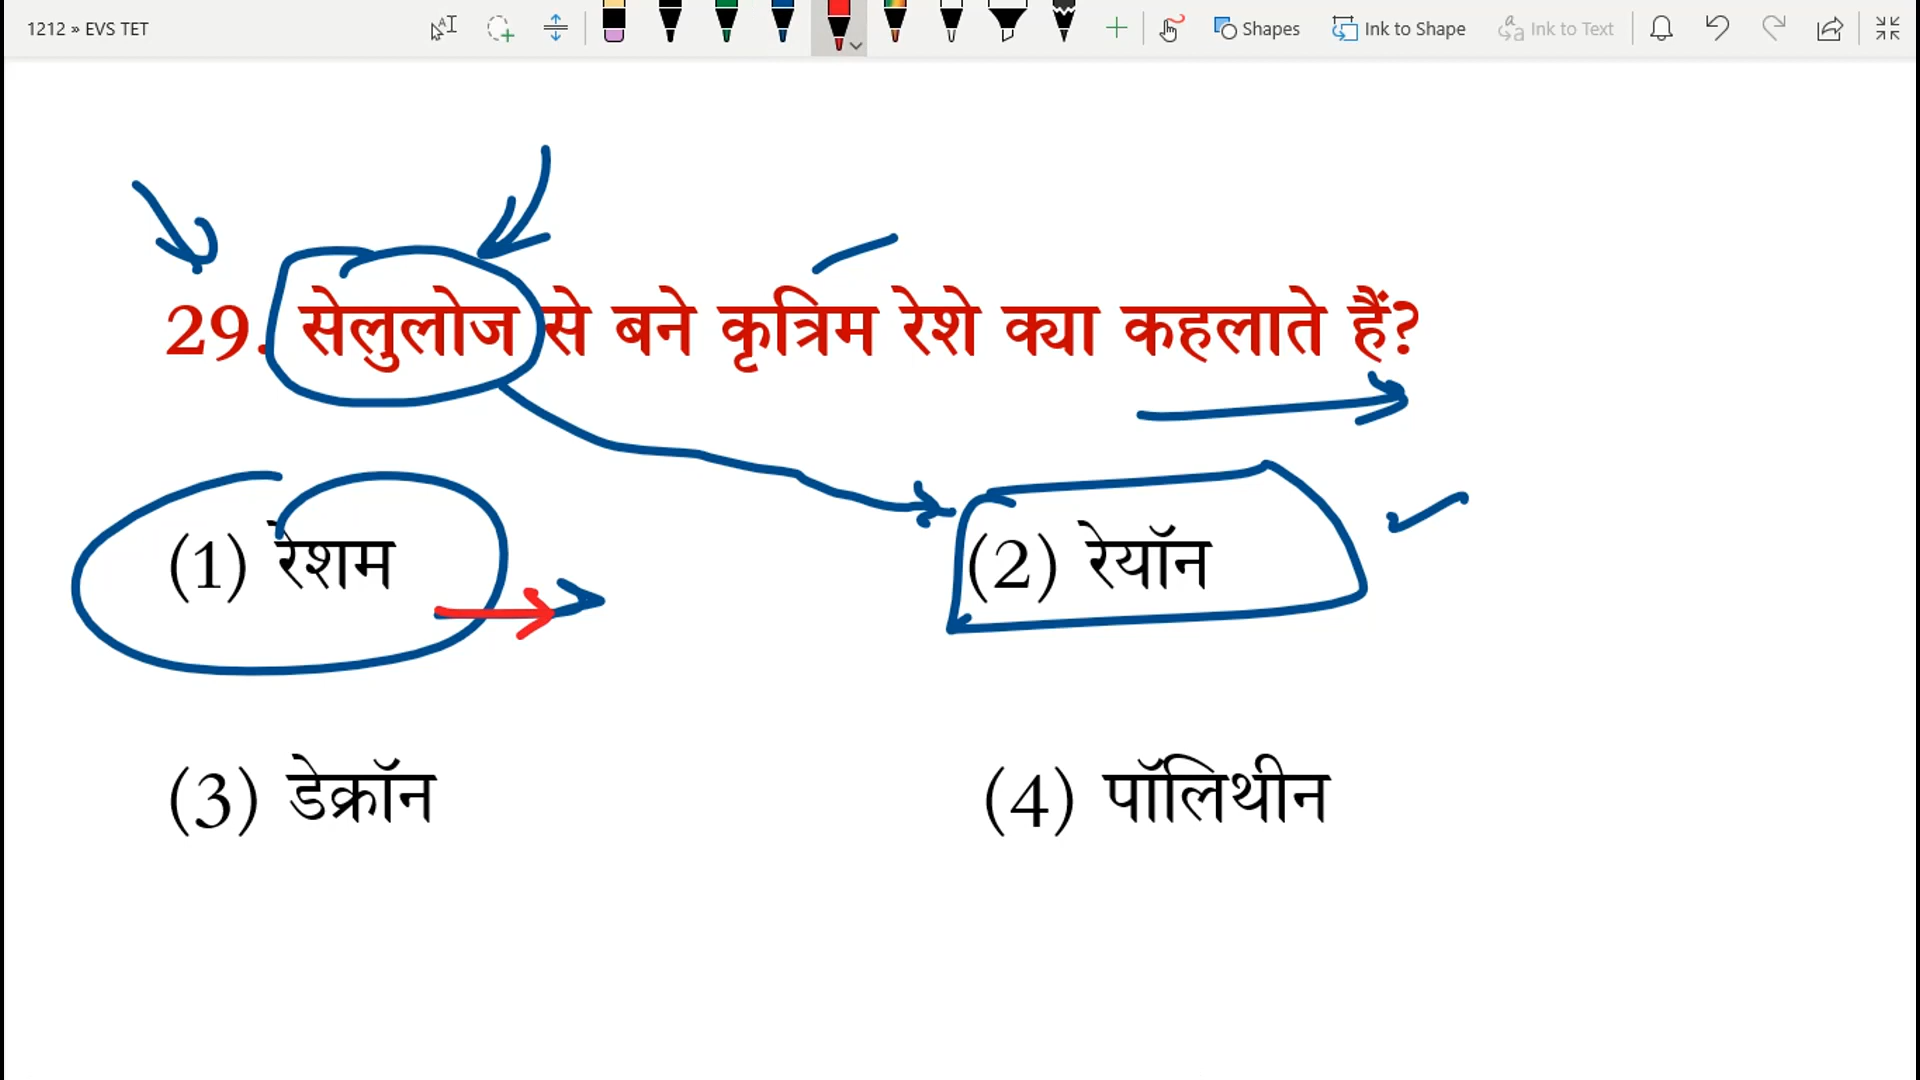 1212 » EVS TET
Shapes
Ink to Shape
Ink to Text
29. सेलुलोज से बने कृत्रिम रेशे क्या कहलाते हैं?
(1) रेशम (2) रेयॉन
(3) डेक्रॉन (4) पॉलिथीन